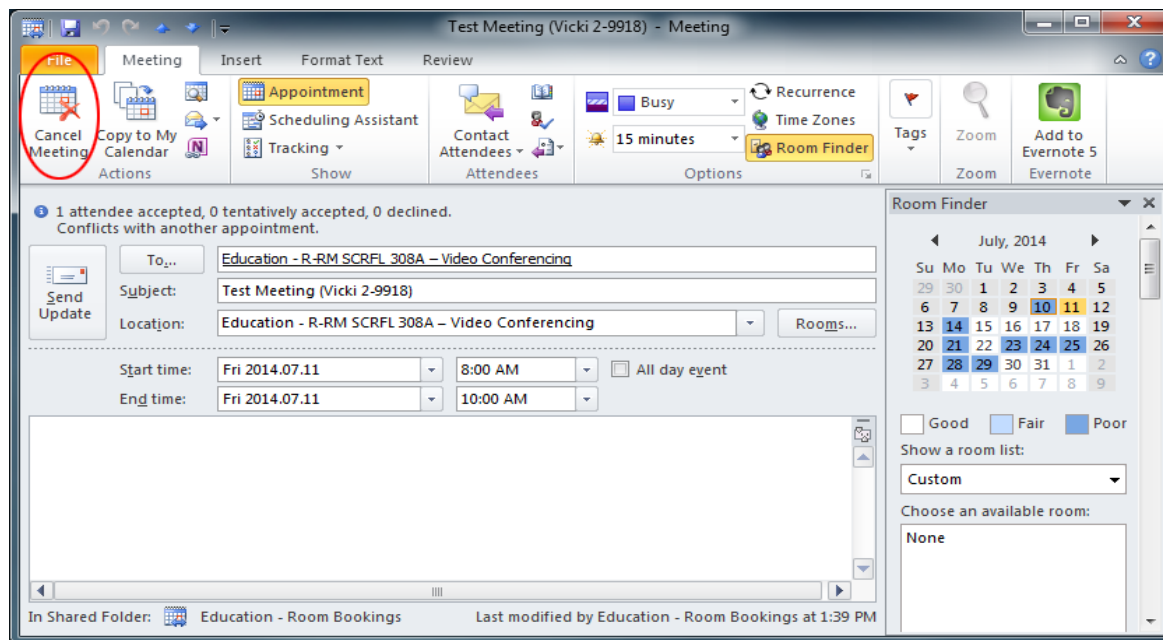 Test Meeting (Vicki 2-9918) - Meeting
File Meeting Insert Format Text Review
Cancel Meeting
Copy to My Calendar
Actions
Appointment
Scheduling Assistant
Tracking
Show
Contact Attendees
Attendees
Busy
15 minutes
Recurrence
Time Zones
Room Finder
Options
Tags
Zoom
Zoom
Add to Evernote 5
Evernote
1 attendee accepted, 0 tentatively accepted, 0 declined.
Conflicts with another appointment.
Send Update
To...
Education - R-RM SCRFL 308A – Video Conferencing
Subject:
Test Meeting (Vicki 2-9918)
Location:
Education - R-RM SCRFL 308A – Video Conferencing
Rooms...
Start time:
Fri 2014.07.11
8:00 AM
All day event
End time:
Fri 2014.07.11
10:00 AM
In Shared Folder: Education - Room Bookings
Last modified by Education - Room Bookings at 1:39 PM
Room Finder
July, 2014
Su Mo Tu We Th Fr Sa
29 30 1 2 3 4 5
6 7 8 9 10 11 12
13 14 15 16 17 18 19
20 21 22 23 24 25 26
27 28 29 30 31 1 2
3 4 5 6 7 8 9
Good Fair Poor
Show a room list:
Custom
Choose an available room:
None